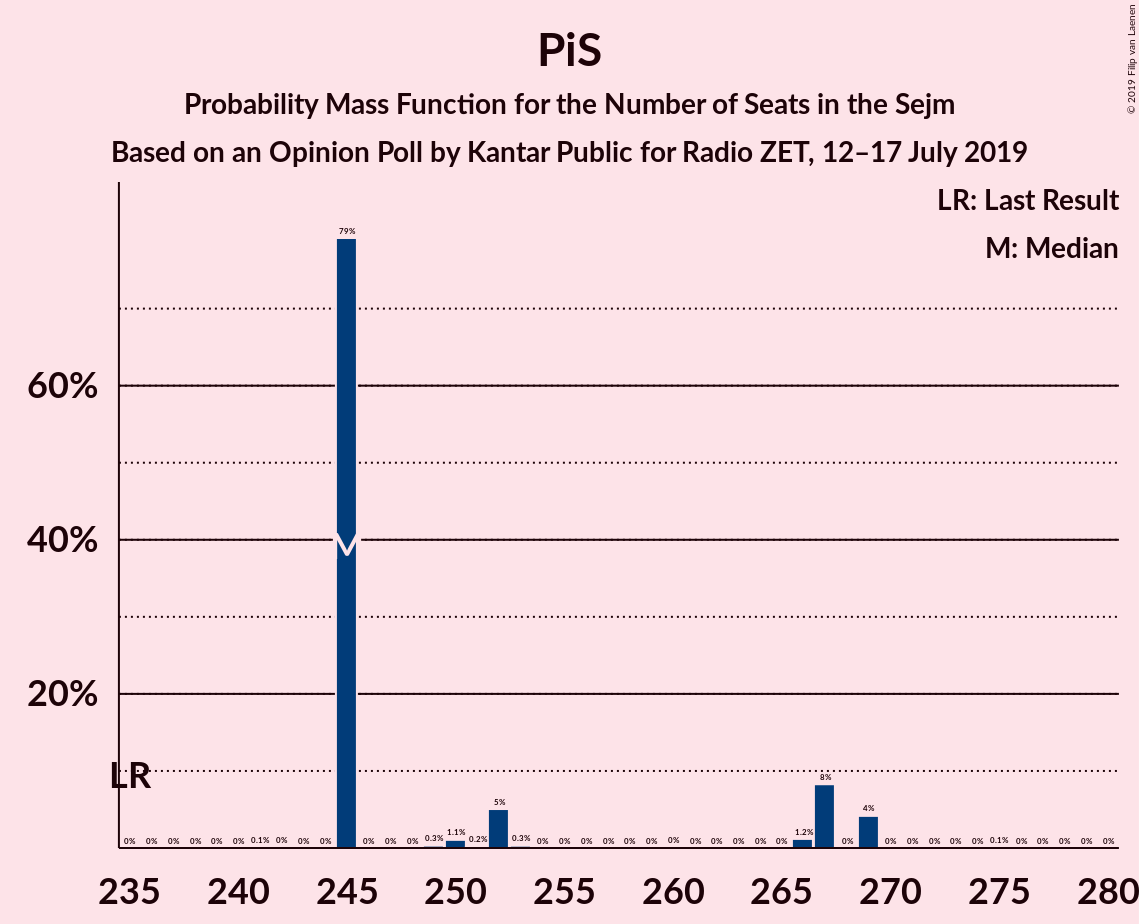 PiS
Probability Mass Function for the Number of Seats in the Sejm
Based on an Opinion Poll by Kantar Public for Radio ZET, 12–17 July 2019
© 2019 Filip van Laenen
LR: Last Result
M: Median
79%
60%
40%
20%
LR
0% 0% 0% 0% 0% 0% 0.1% 0% 0% 0% 0% 0% 0% 0.3% 1.1% 0.2% 5% 0.3% 0% 0% 0% 0% 0% 0% 0% 0% 0% 0% 0% 0% 1.2% 8% 0% 4% 0% 0% 0% 0% 0% 0.1% 0% 0% 0% 0% 0%
235 240 245 250 255 260 265 270 275 280